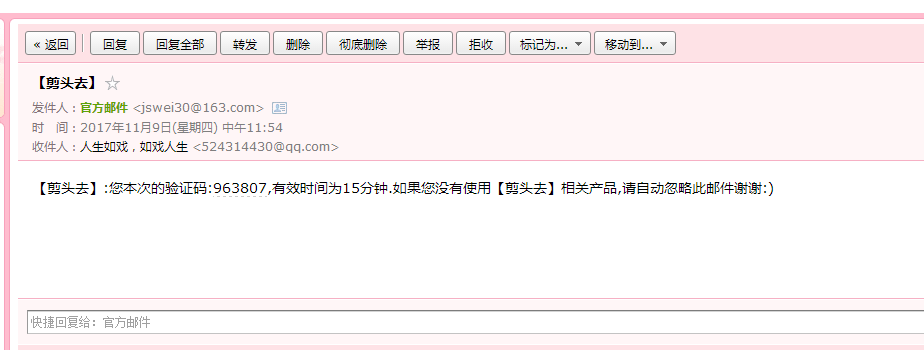 « 返回 回复 回复全部 转发 删除 彻底删除 举报 拒收 标记为... 移动到...
【剪头去】
发件人：官方邮件 <jswei30@163.com>
时 间：2017年11月9日(星期四) 中午11:54
收件人：人生如戏，如戏人生 <524314430@qq.com>
【剪头去】:您本次的验证码:963807,有效时间为15分钟.如果您没有使用【剪头去】相关产品,请自动忽略此邮件谢谢:)
快捷回复给：官方邮件